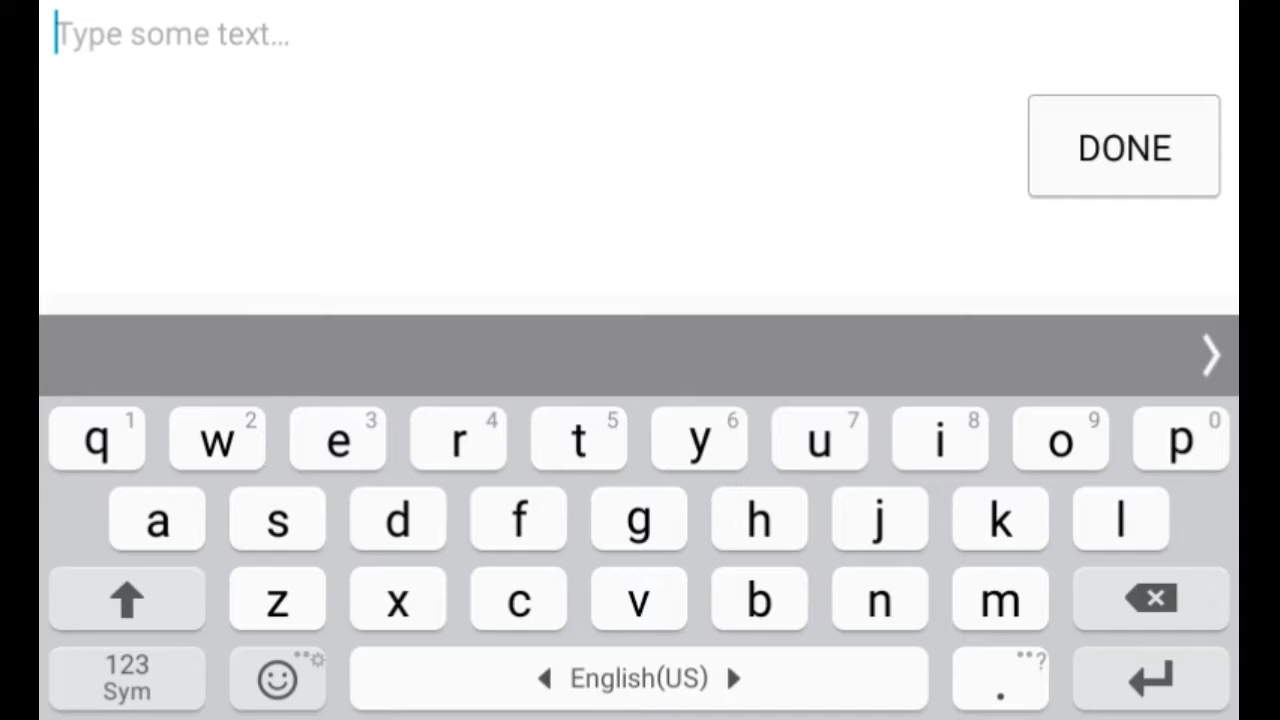 Type some text...
DONE
q 1 w 2 e 3 r 4 t 5 y 6 u 7 i 8 o 9 p 0
a s d f g h j k l
z x c v b n m
123 Sym English(US) . ?